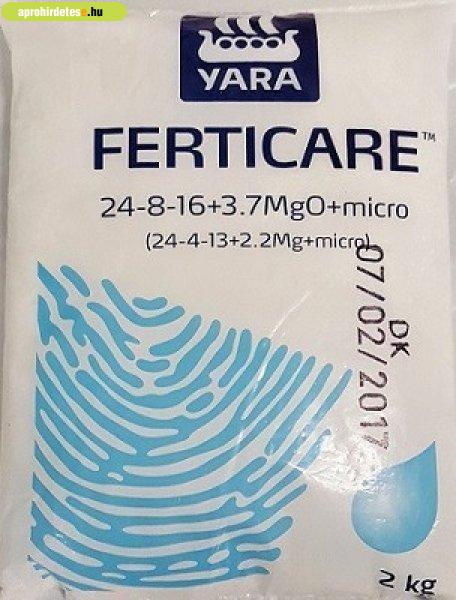 aprohirdetese.hu
YARA
FERTICARE™
24-8-16+3.7MgO+micro
(24-4-13+2.2Mg+micro)
DK
07/02/2017
2 kg